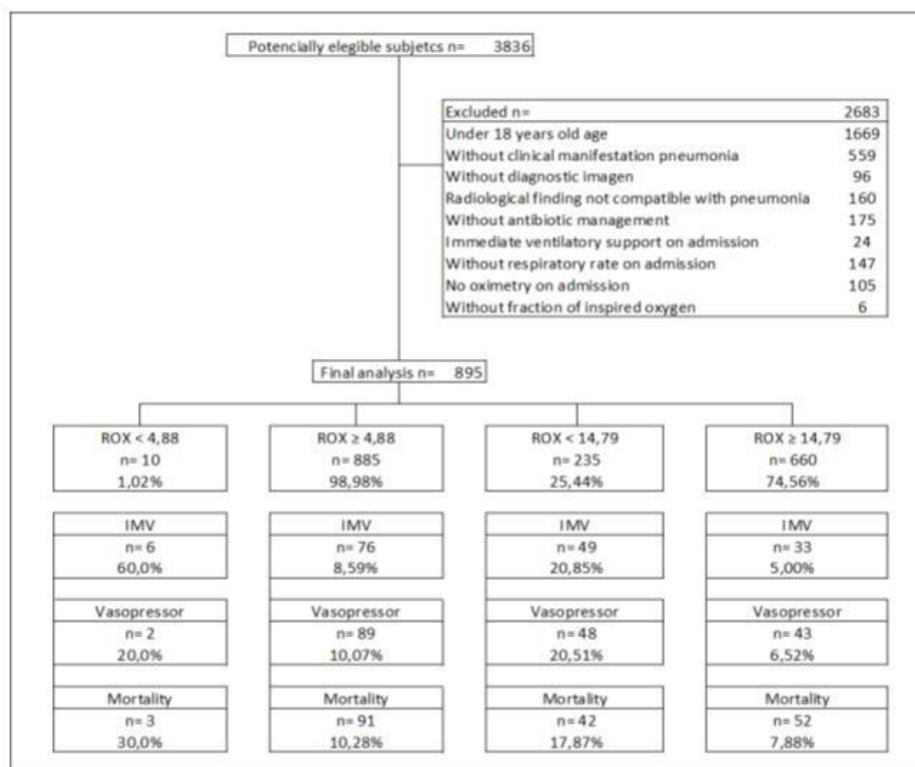 Potencially elegible subjetcs n= 3836
Excluded n= 2683
Under 18 years old age 1669
Without clinical manifestation pneumonia 559
Without diagnostic imagen 96
Radiological finding not compatible with pneumonia 160
Without antibiotic management 175
Immediate ventilatory support on admission 24
Without respiratory rate on admission 147
No oximetry on admission 105
Without fraction of inspired oxygen 6
Final analysis n= 895
ROX < 4,88
n= 10
1,02%
ROX ≥ 4,88
n= 885
98,98%
ROX < 14,79
n= 235
25,44%
ROX ≥ 14,79
n= 660
74,56%
IMV
n= 6
60,0%
IMV
n= 76
8,59%
IMV
n= 49
20,85%
IMV
n= 33
5,00%
Vasopressor
n= 2
20,0%
Vasopressor
n= 89
10,07%
Vasopressor
n= 48
20,51%
Vasopressor
n= 43
6,52%
Mortality
n= 3
30,0%
Mortality
n= 91
10,28%
Mortality
n= 42
17,87%
Mortality
n= 52
7,88%